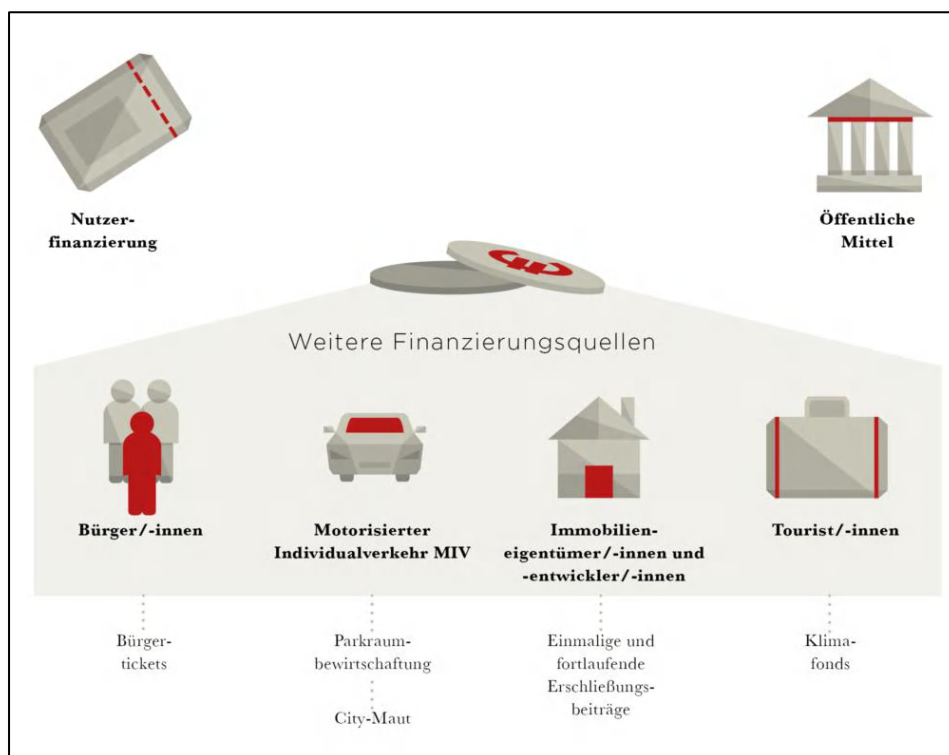 Nutzer-
finanzierung
Öffentliche
Mittel
Weitere Finanzierungsquellen
Bürger/-innen
Motorisierter
Individualverkehr MIV
Immobilien-
eigentümer/-innen und
-entwickler/-innen
Tourist/-innen
Bürger-
tickets
Parkraum-
bewirtschaftung
City-Maut
Einmalige und
fortlaufende
Erschließungs-
beiträge
Klima-
fonds